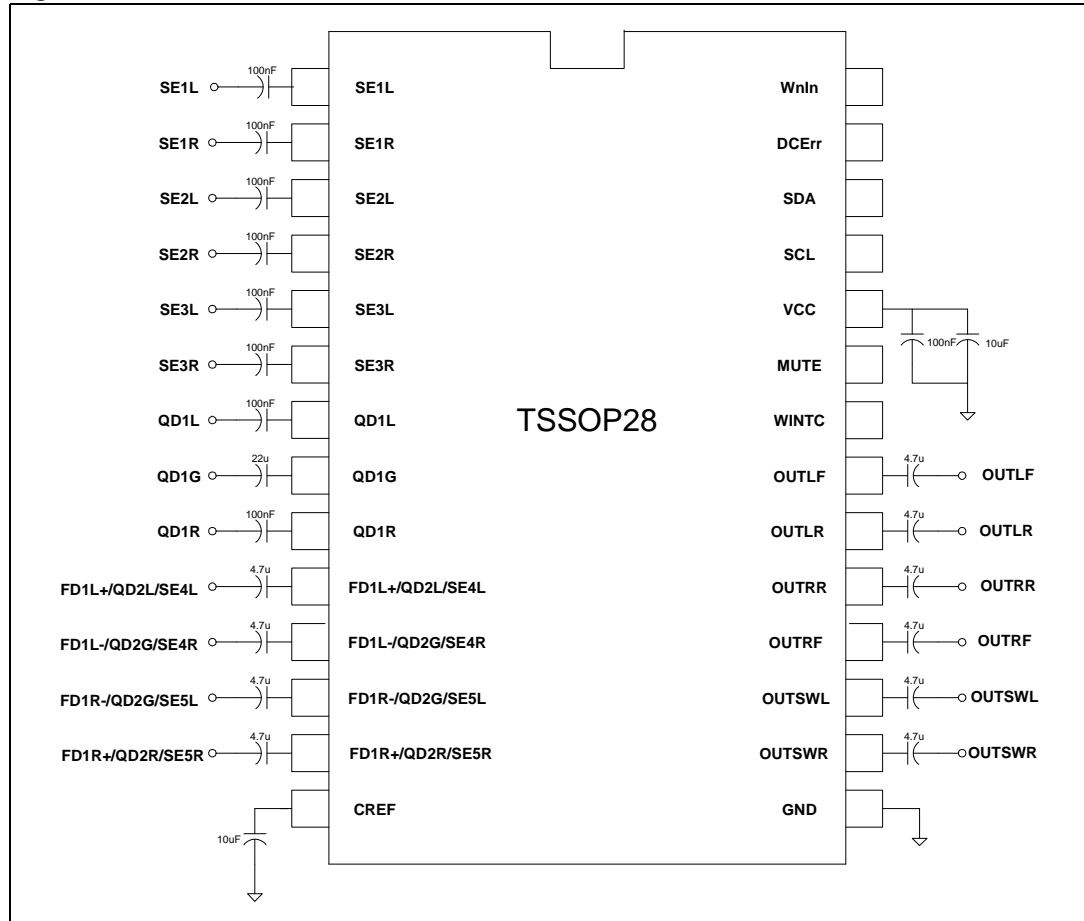 100nF
SE1L SE1L WnIn
100nF
SE1R SE1R DCErr
100nF
SE2L SE2L SDA
100nF
SE2R SE2R SCL
100nF
SE3L SE3L VCC
100nF 10uF
100nF
SE3R SE3R MUTE
100nF
QD1L QD1L TSSOP28 WINTC
22u 4.7u
QD1G QD1G OUTLF OUTLF
100nF 4.7u
QD1R QD1R OUTLR OUTLR
4.7u 4.7u
FD1L+/QD2L/SE4L FD1L+/QD2L/SE4L OUTRR OUTRR
4.7u 4.7u
FD1L-/QD2G/SE4R FD1L-/QD2G/SE4R OUTRF OUTRF
4.7u 4.7u
FD1R-/QD2G/SE5L FD1R-/QD2G/SE5L OUTSWL OUTSWL
4.7u 4.7u
FD1R+/QD2R/SE5R FD1R+/QD2R/SE5R OUTSWR OUTSWR
CREF GND
10uF